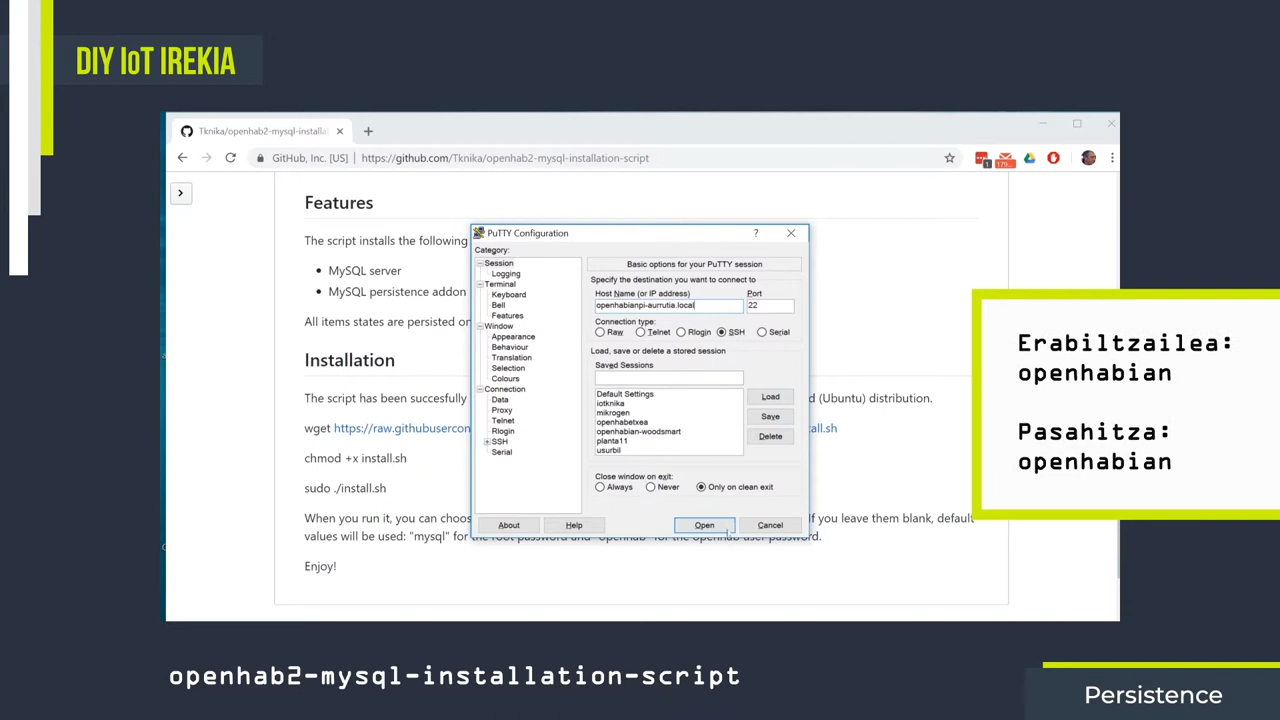 DIY IoT IREKIA
Tknika/openhab2-mysql-installa
GitHub, Inc. [US]
https://github.com/Tknika/openhab2-mysql-installation-script
1
179...
Features
The script installs the following
MySQL server
MySQL persistence addon
All items states are persisted on
Installation
The script has been succesfully
(Ubuntu) distribution.
wget https://raw.githubusercon
all.sh
chmod +x install.sh
sudo ./install.sh
When you run it, you can choo
If you leave them blank, default
values will be used: "mysql" for the root password and "openhab" for the openhab user password.
Enjoy!
PuTTY Configuration
?
Category:
Session
Logging
Terminal
Keyboard
Bell
Features
Window
Appearance
Behaviour
Translation
Selection
Colours
Connection
Data
Proxy
Telnet
Rlogin
SSH
Serial
Basic options for your PuTTY session
Specify the destination you want to connect to
Host Name (or IP address)
Port
openhabianpi-aurrutia.local
22
Connection type:
Raw
Telnet
Rlogin
SSH
Serial
Load, save or delete a stored session
Saved Sessions
Default Settings
iotknika
mikrogen
openhabetxea
openhabian-woodsmart
planta11
usurbil
Load
Save
Delete
Close window on exit:
Always
Never
Only on clean exit
About
Help
Open
Cancel
Erabiltzailea:
openhabian
Pasahitza:
openhabian
openhab2-mysql-installation-script
Persistence